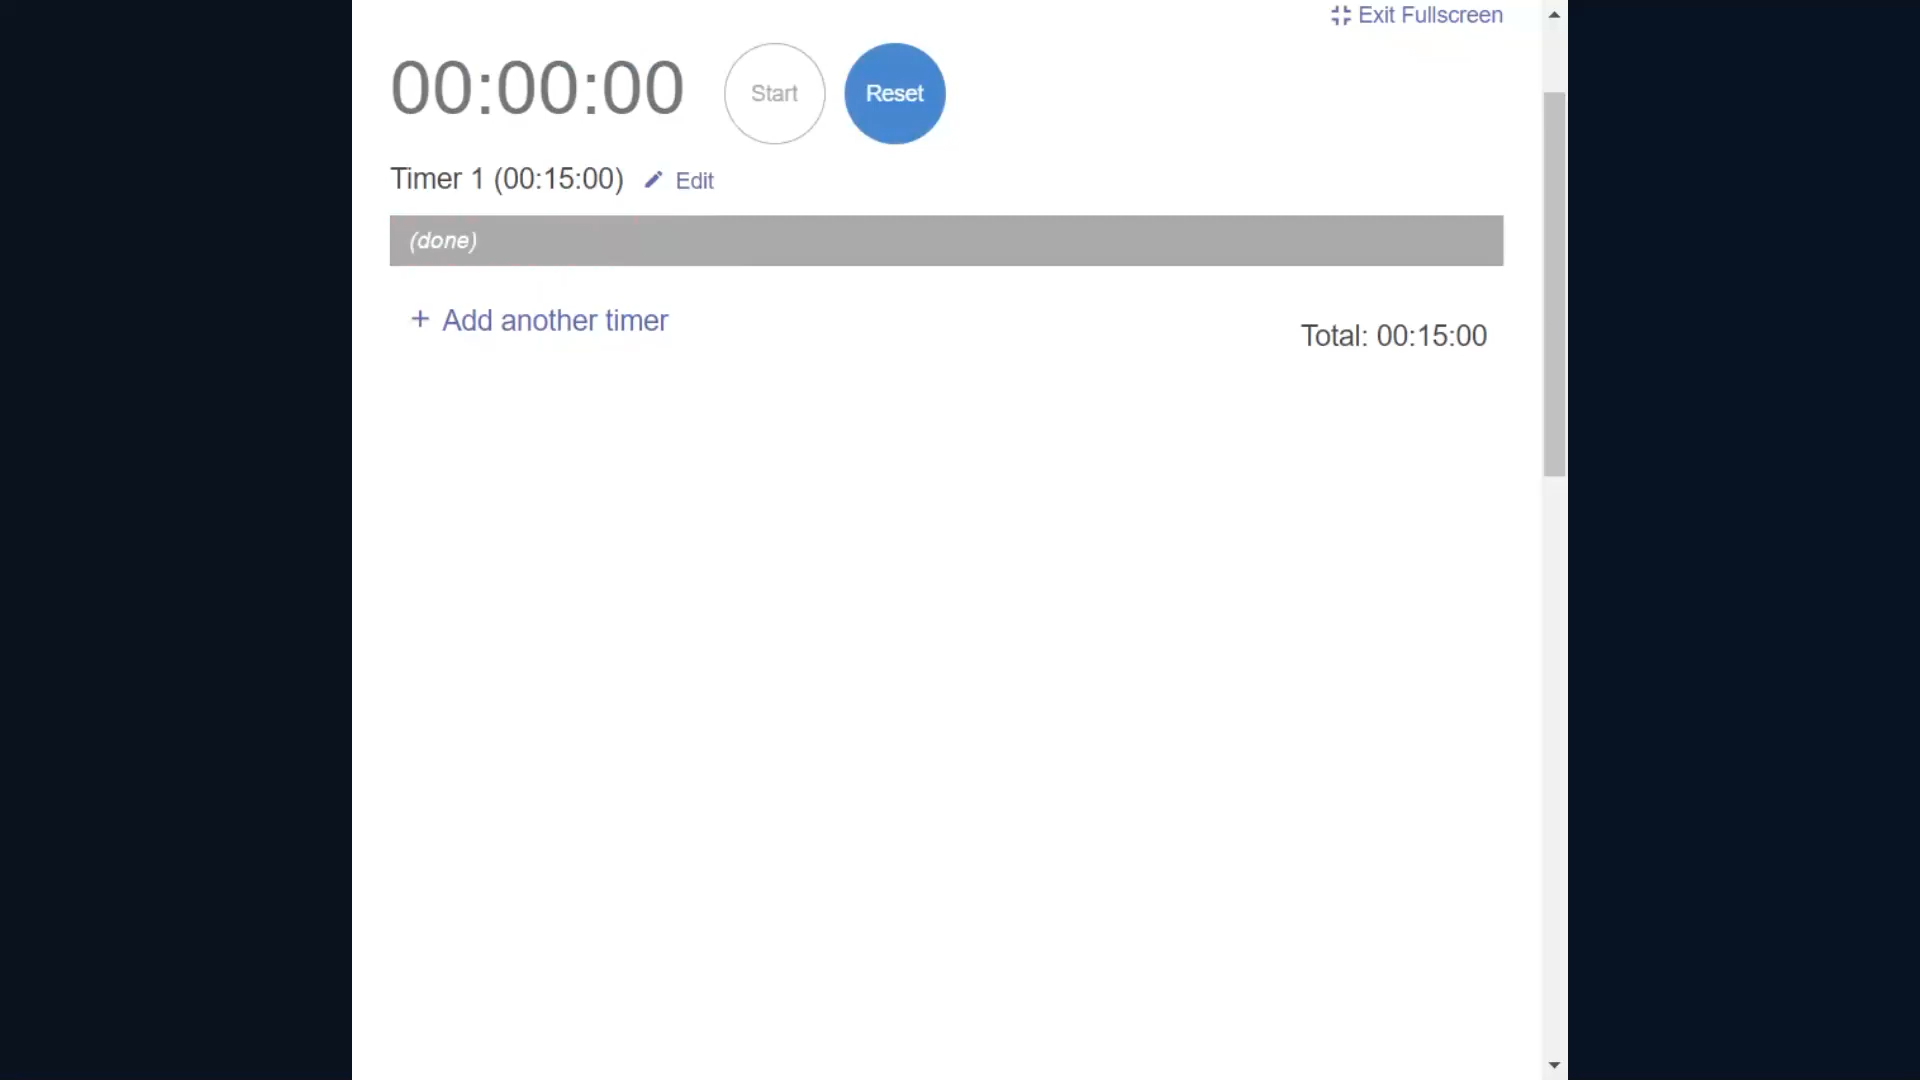 Exit Fullscreen
00:00:00 Start Reset
Timer 1 (00:15:00) Edit
(done)
+ Add another timer
Total: 00:15:00